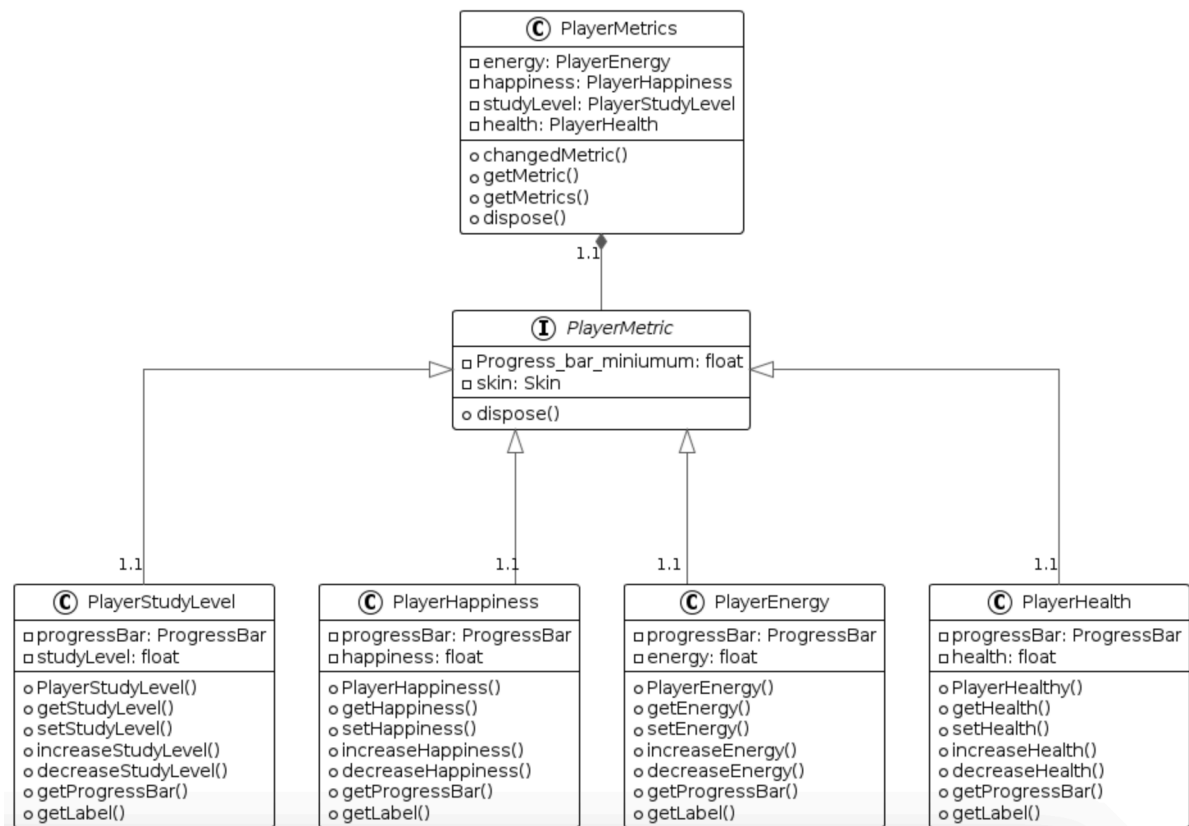 C PlayerMetrics
energy: PlayerEnergy
happiness: PlayerHappiness
studyLevel: PlayerStudyLevel
health: PlayerHealth
changedMetric()
getMetric()
getMetrics()
dispose()
1.1
I PlayerMetric
Progress_bar_miniumum: float
skin: Skin
dispose()
1.1
1.1
1.1
1.1
C PlayerStudyLevel
progressBar: ProgressBar
studyLevel: float
PlayerStudyLevel()
getStudyLevel()
setStudyLevel()
increaseStudyLevel()
decreaseStudyLevel()
getProgressBar()
getLabel()
C PlayerHappiness
progressBar: ProgressBar
happiness: float
PlayerHappiness()
getHappiness()
setHappiness()
increaseHappiness()
decreaseHappiness()
getProgressBar()
getLabel()
C PlayerEnergy
progressBar: ProgressBar
energy: float
PlayerEnergy()
getEnergy()
setEnergy()
increaseEnergy()
decreaseEnergy()
getProgressBar()
getLabel()
C PlayerHealth
progressBar: ProgressBar
health: float
PlayerHealthy()
getHealth()
setHealth()
increaseHealth()
decreaseHealth()
getProgressBar()
getLabel()